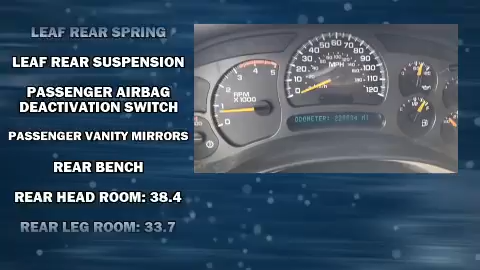 LEAF REAR SPRING
LEAF REAR SUSPENSION
PASSENGER AIRBAG
DEACTIVATION SWITCH
PASSENGER VANITY MIRRORS
REAR BENCH
REAR HEAD ROOM: 38.4
REAR LEG ROOM: 33.7
RPM
X1000
MPH